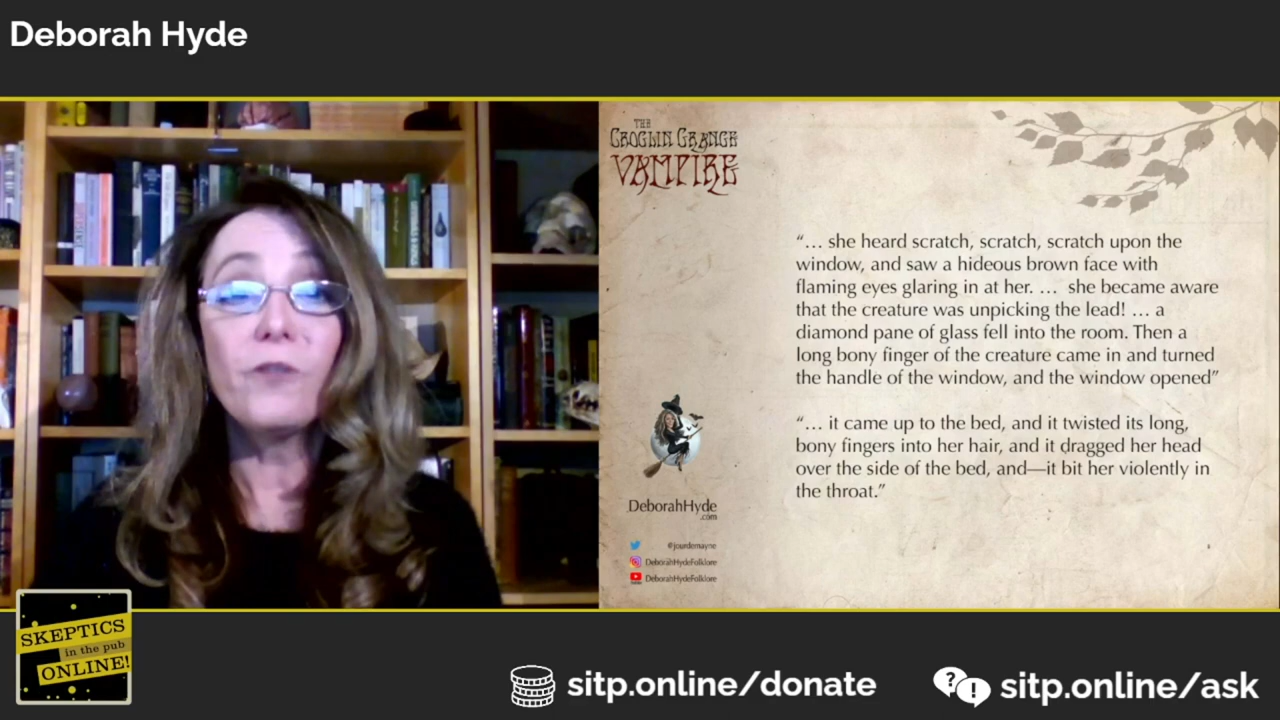 Deborah Hyde
THE
CROGLIN GRANGE
VAMPIRE
“… she heard scratch, scratch, scratch upon the
window, and saw a hideous brown face with
flaming eyes glaring in at her. … she became aware
that the creature was unpicking the lead! … a
diamond pane of glass fell into the room. Then a
long bony finger of the creature came in and turned
the handle of the window, and the window opened”
“… it came up to the bed, and it twisted its long,
bony fingers into her hair, and it dragged her head
over the side of the bed, and—it bit her violently in
the throat.”
DeborahHyde
.com
@jourdemayne
DeborahHydeFolklore
DeborahHydeFolklore
SKEPTICS
in the pub
ONLINE!
sitp.online/donate
sitp.online/ask